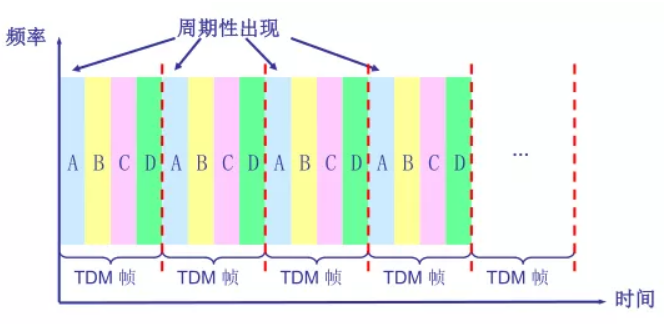 周期性出现
频率
A B C D A B C D A B C D A B C D ...
TDM 帧 TDM 帧 TDM 帧 TDM 帧 TDM 帧
时间